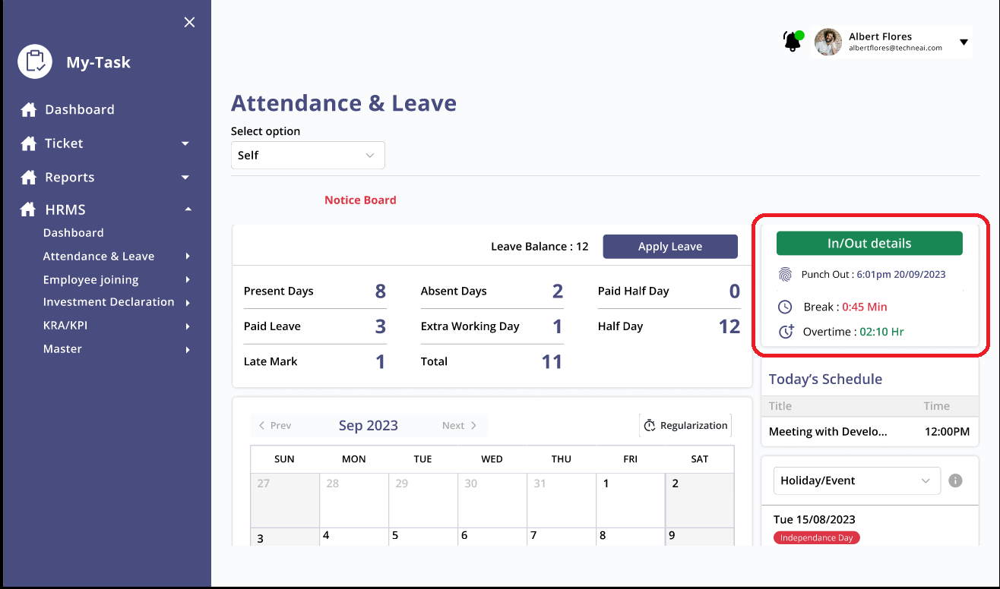 My-Task
Dashboard
Ticket
Reports
HRMS
Dashboard
Attendance & Leave
Employee joining
Investment Declaration
KRA/KPI
Master
Albert Flores
albertflores@techneai.com
Attendance & Leave
Select option
Self
Notice Board
Leave Balance : 12 Apply Leave
Present Days 8 Absent Days 2 Paid Half Day 0
Paid Leave 3 Extra Working Day 1 Half Day 12
Late Mark 1 Total 11
In/Out details
Punch Out : 6:01pm 20/09/2023
Break : 0:45 Min
Overtime : 02:10 Hr
Today’s Schedule
Title Time
Meeting with Develo... 12:00PM
Prev Sep 2023 Next Regularization
SUN MON TUE WED THU FRI SAT
27 28 29 30 31 1 2
3 4 5 6 7 8 9
Holiday/Event
Tue 15/08/2023
Independance Day